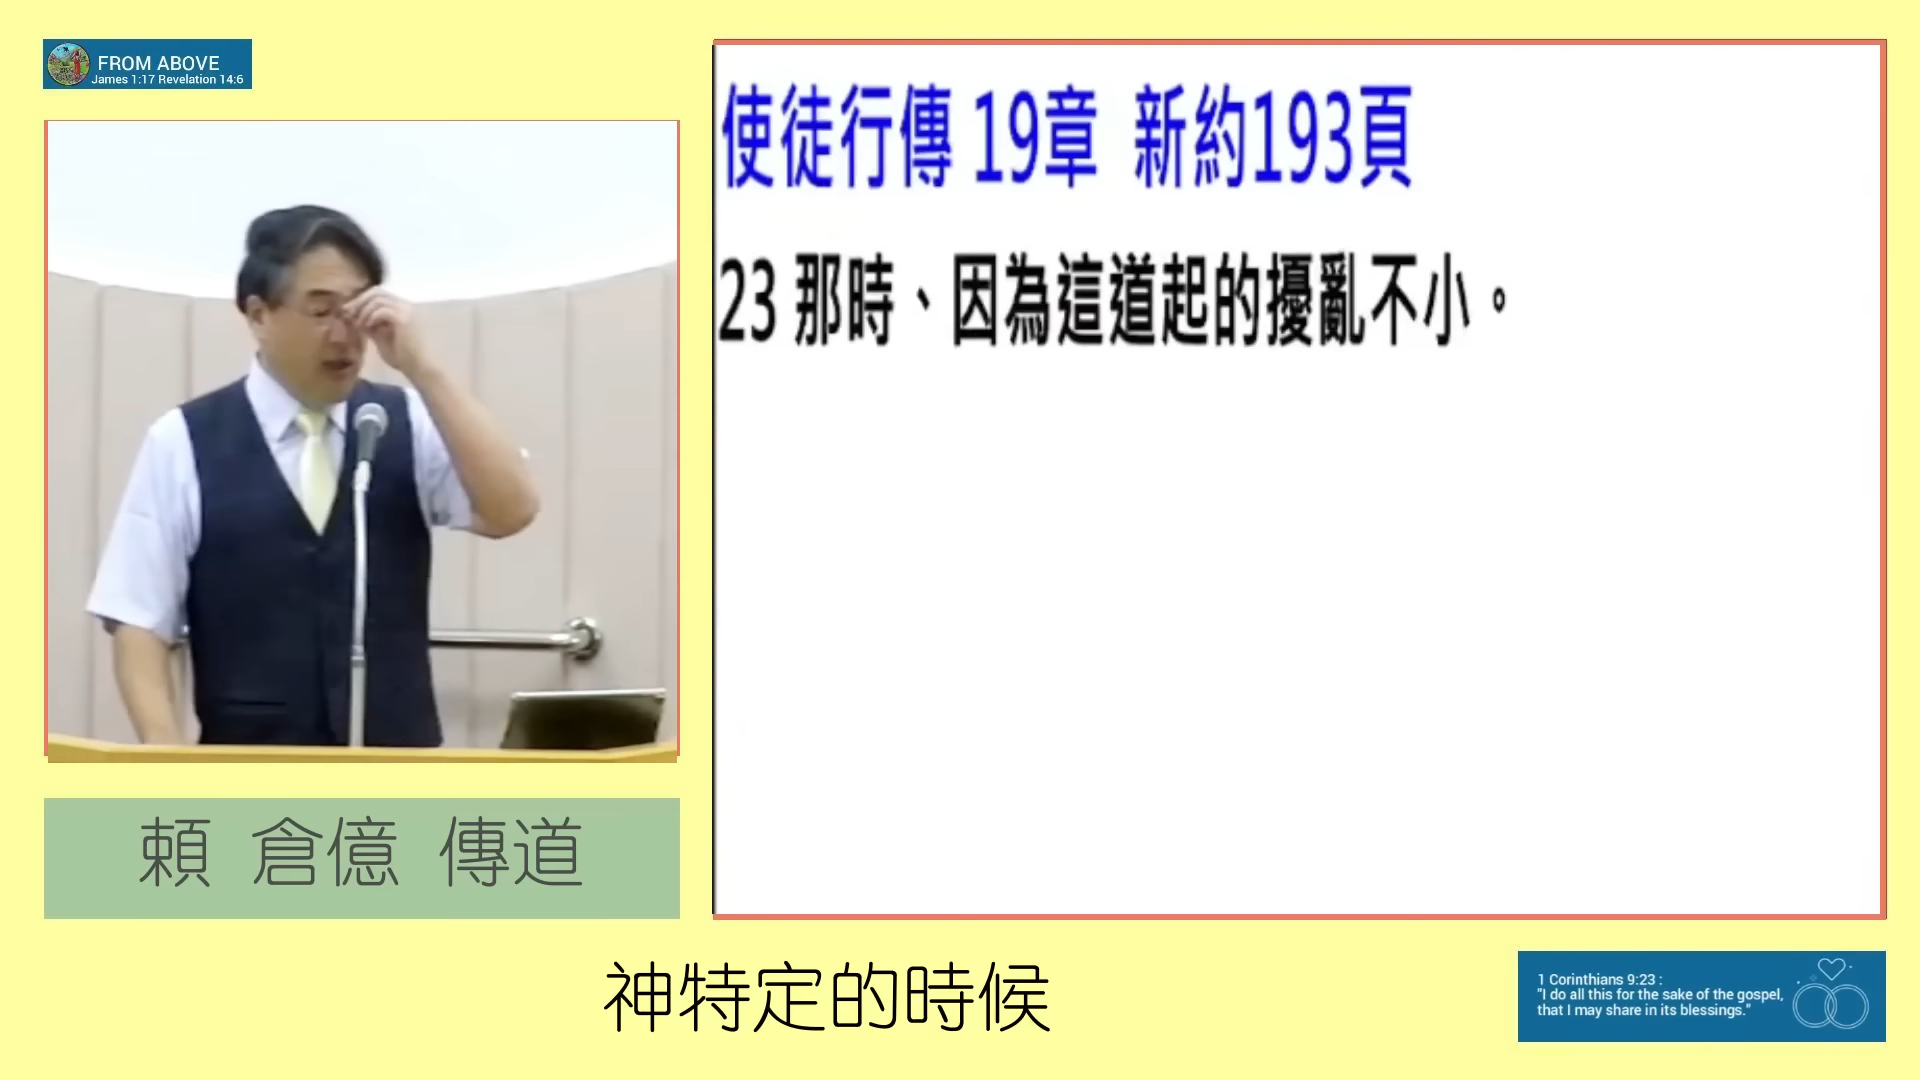 FROM ABOVE
James 1:17 Revelation 14:6
使徒行傳 19章 新約193頁
23 那時、因為這道起的擾亂不小。
賴 倉億 傳道
神特定的時候
1 Corinthians 9:23 :
"I do all this for the sake of the gospel,
that I may share in its blessings."